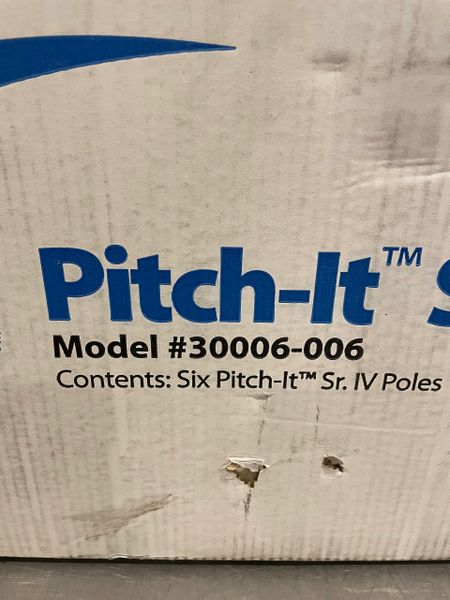 Pitch-It™ S
Model #30006-006
Contents: Six Pitch-It™ Sr. IV Poles